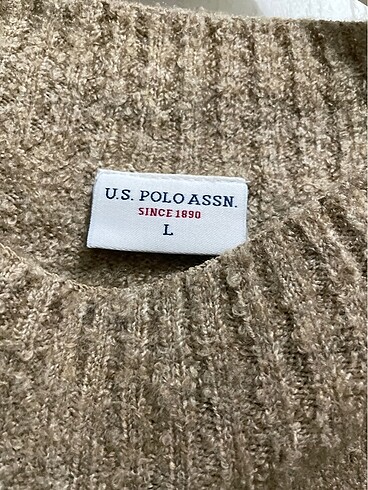 U.S. POLO ASSN.
SINCE 1890
L